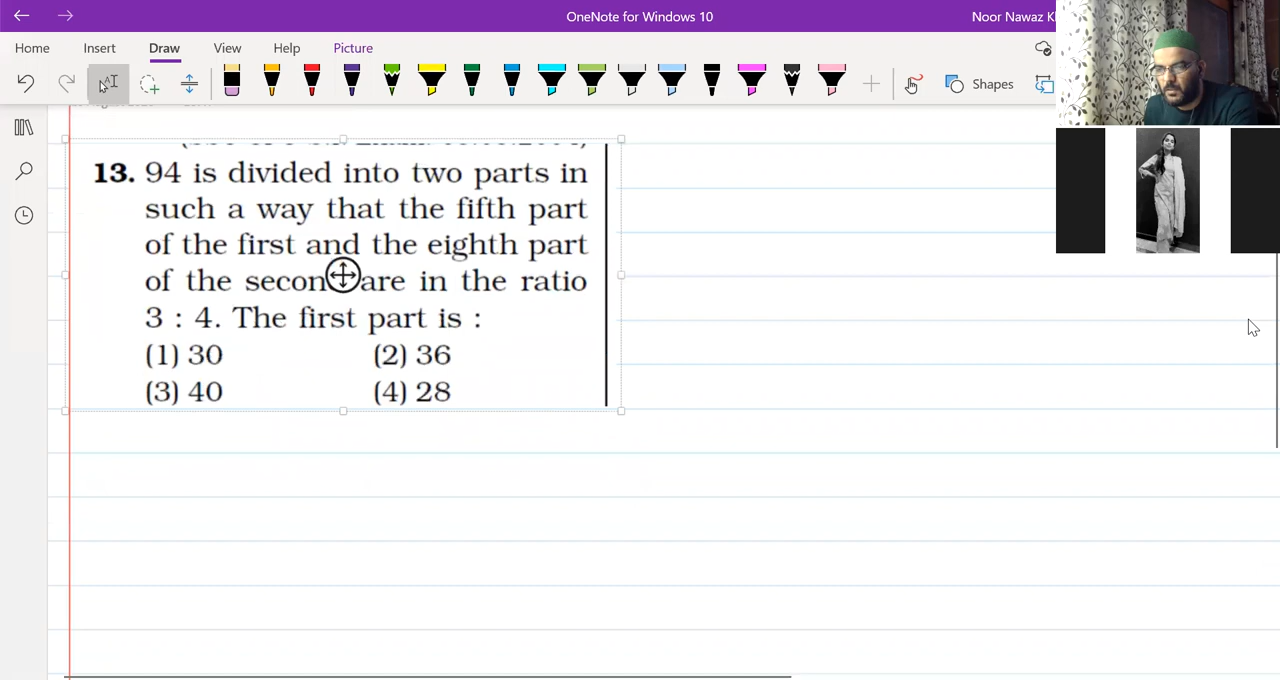 OneNote for Windows 10
Noor Nawaz
Home Insert Draw View Help Picture
Shapes
13. 94 is divided into two parts in
such a way that the fifth part
of the first and the eighth part
of the secon are in the ratio
3 : 4. The first part is :
(1) 30 (2) 36
(3) 40 (4) 28